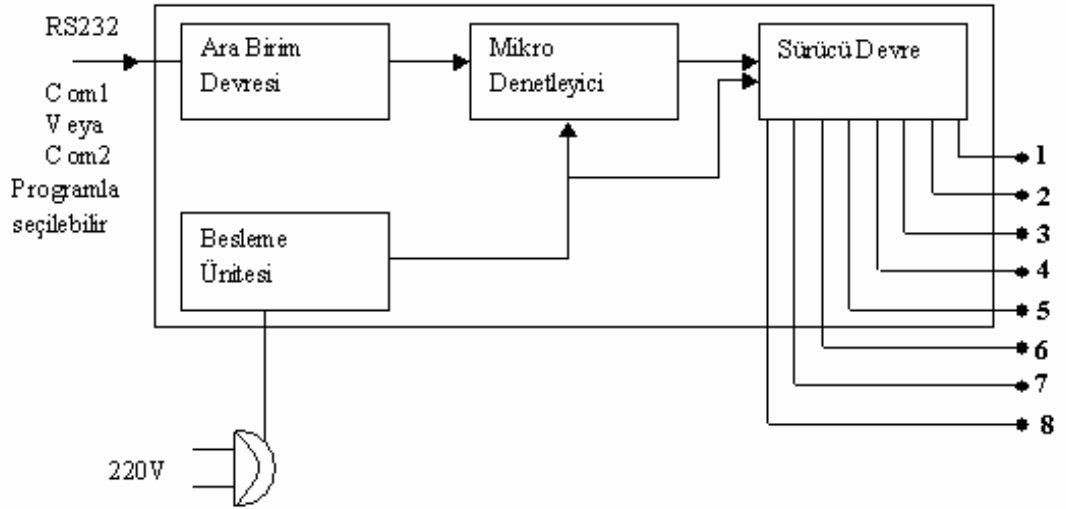 RS232
Com1
Veya
Com2
Programla
seçilebilir
Ara Birim
Devresi
Mikro
Denetleyici
Sürücü Devre
Besleme
Ünitesi
220V
1
2
3
4
5
6
7
8